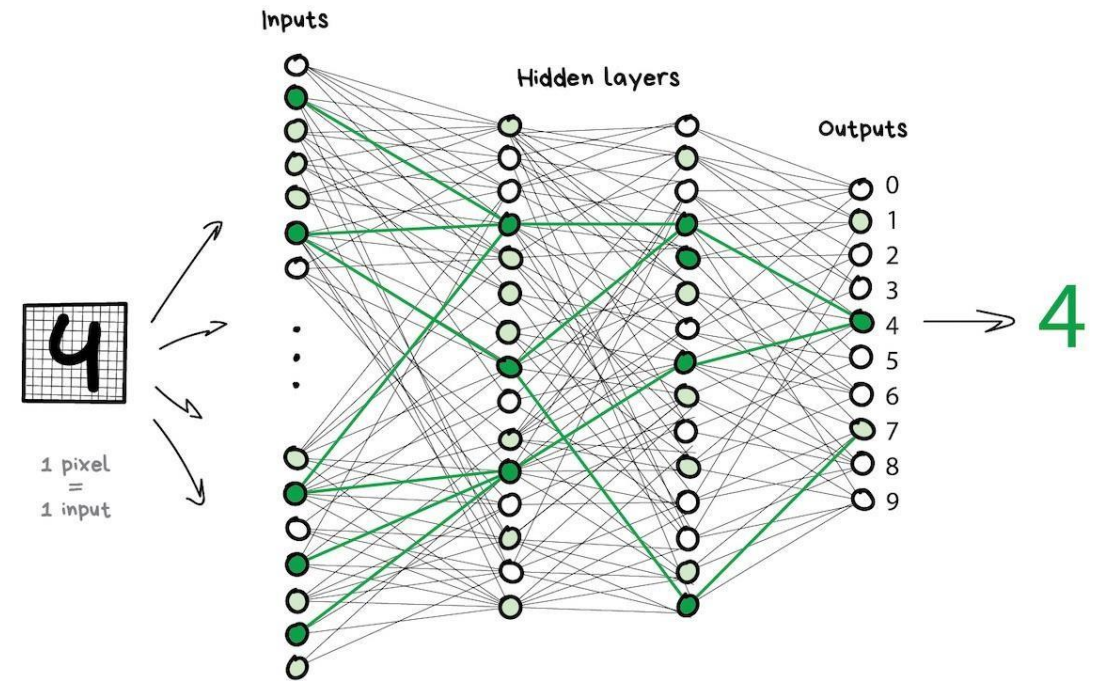 Inputs
Hidden layers
Outputs
4
1 pixel
=
1 input
0
1
2
3
4
5
6
7
8
9
4